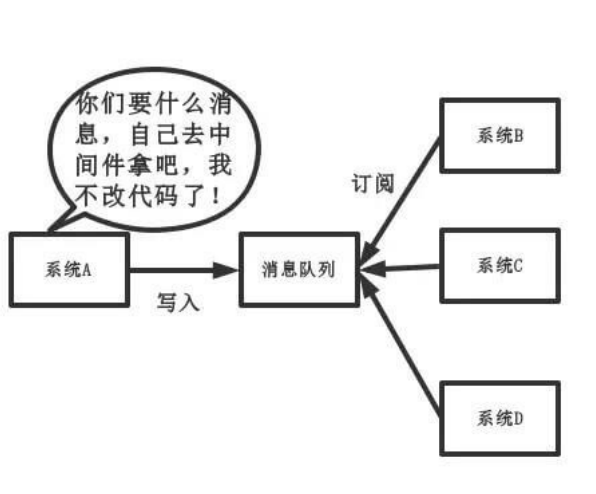 你们要什么消
息，自己去中
间件拿吧，我
不改代码了！
系统B
订阅
系统A
消息队列
系统C
写入
系统D